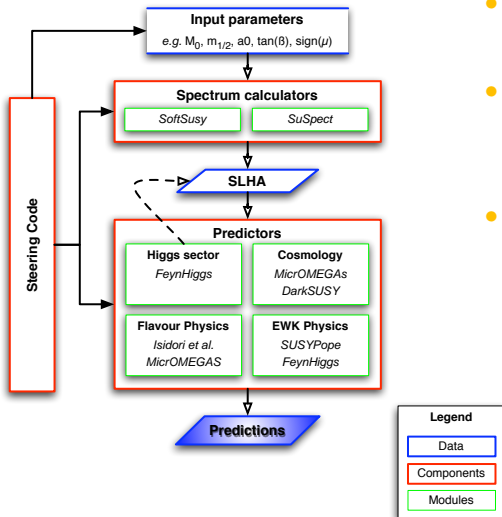 Input parameters
e.g. M0, m1/2, a0, tan(ß), sign(µ)
Spectrum calculators
SoftSusy
SuSpect
SLHA
Steering Code
Predictors
Higgs sector
FeynHiggs
Cosmology
MicrOMEGAs
DarkSUSY
Flavour Physics
Isidori et al.
MicrOMEGAS
EWK Physics
SUSYPope
FeynHiggs
Predictions
Legend
Data
Components
Modules